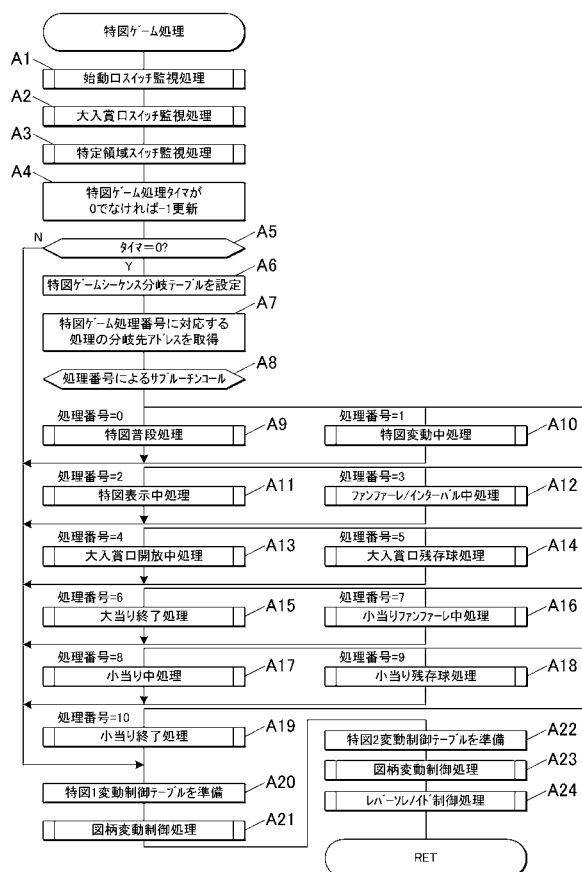 特図ゲーム処理
A1
始動口スイッチ監視処理
A2
大入賞口スイッチ監視処理
A3
特定領域スイッチ監視処理
A4
特図ゲーム処理タイマが
0でなければ-1更新
N
タイマ=0?
A5
Y
A6
特図ゲームシーケンス分岐テーブルを設定
A7
特図ゲーム処理番号に対応する
処理の分岐先アドレスを取得
A8
処理番号によるサブルーチンコール
処理番号=0
特図普段処理
A9
処理番号=1
特図変動中処理
A10
処理番号=2
特図表示中処理
A11
処理番号=3
ファンファーレ/インターバル中処理
A12
処理番号=4
大入賞口開放中処理
A13
処理番号=5
大入賞口残存球処理
A14
処理番号=6
大当り終了処理
A15
処理番号=7
小当りファンファーレ中処理
A16
処理番号=8
小当り中処理
A17
処理番号=9
小当り残存球処理
A18
処理番号=10
小当り終了処理
A19
特図1変動制御テーブルを準備
A20
図柄変動制御処理
A21
特図2変動制御テーブルを準備
A22
図柄変動制御処理
A23
レバーソレノイド制御処理
A24
RET